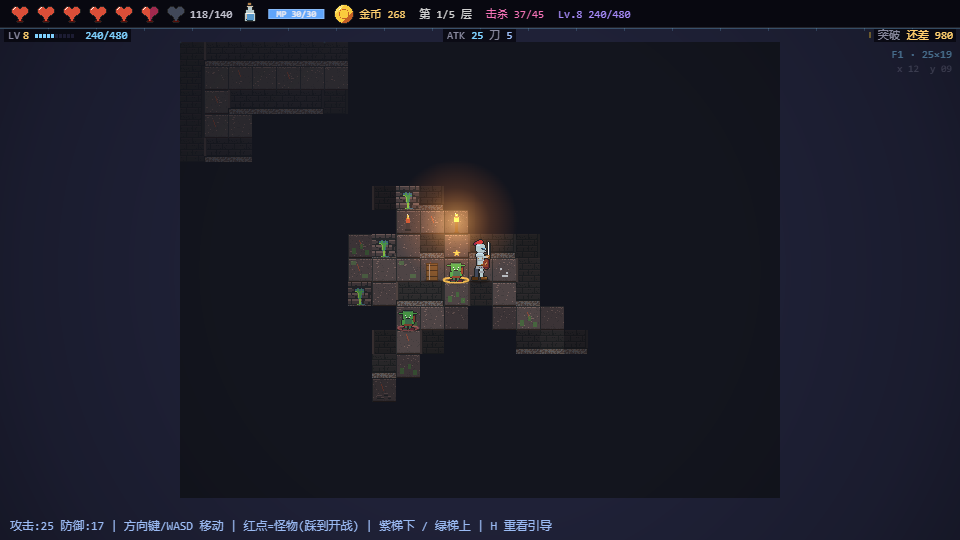 118/140 MP 30/30 金币 268 第 1/5 层 击杀 37/45 Lv.8 240/480
LV 8 240/480 ATK 25 刀 5 突破 还差 980
F1 · 25×19
x 12 y 09
攻击:25 防御:17 | 方向键/WASD 移动 | 红点=怪物(踩到开战) | 紫梯下 / 绿梯上 | H 重看引导